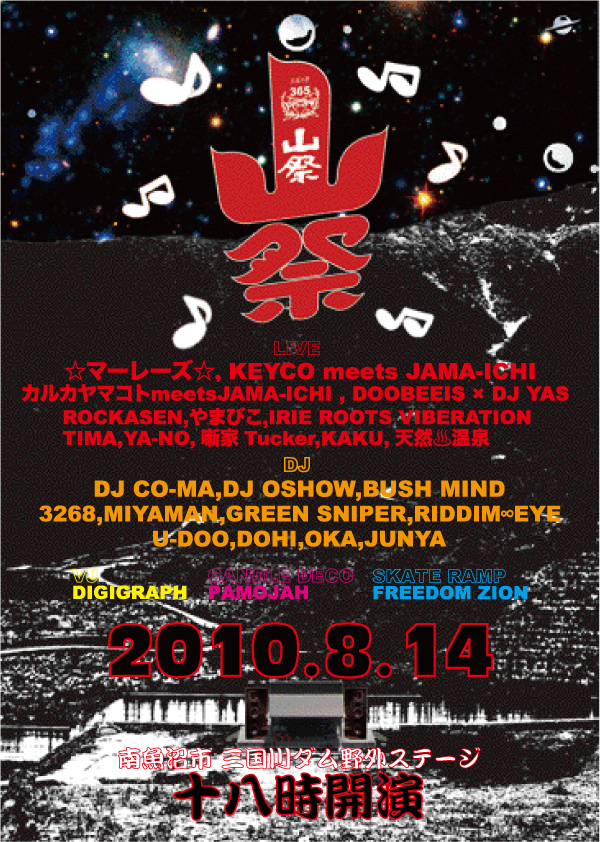 365
山祭
山祭
LIVE
☆マーレーズ☆, KEYCO meets JAMA-ICHI
カルカヤマコトmeetsJAMA-ICHI , DOOBEEIS × DJ YAS
ROCKASEN,やまびこ,IRIE ROOTS VIBERATION
TIMA,YA-NO, 噺家 Tucker,KAKU, 天然♨温泉
DJ
DJ CO-MA,DJ OSHOW,BUSH MIND
3268,MIYAMAN,GREEN SNIPER,RIDDIM∞EYE
U-DOO,DOHI,OKA,JUNYA
VJ CANDLE DECO SKATE RAMP
DIGIGRAPH PAMOJAH FREEDOM ZION
2010.8.14
南魚沼市 三国川ダム野外ステージ
十八時開演